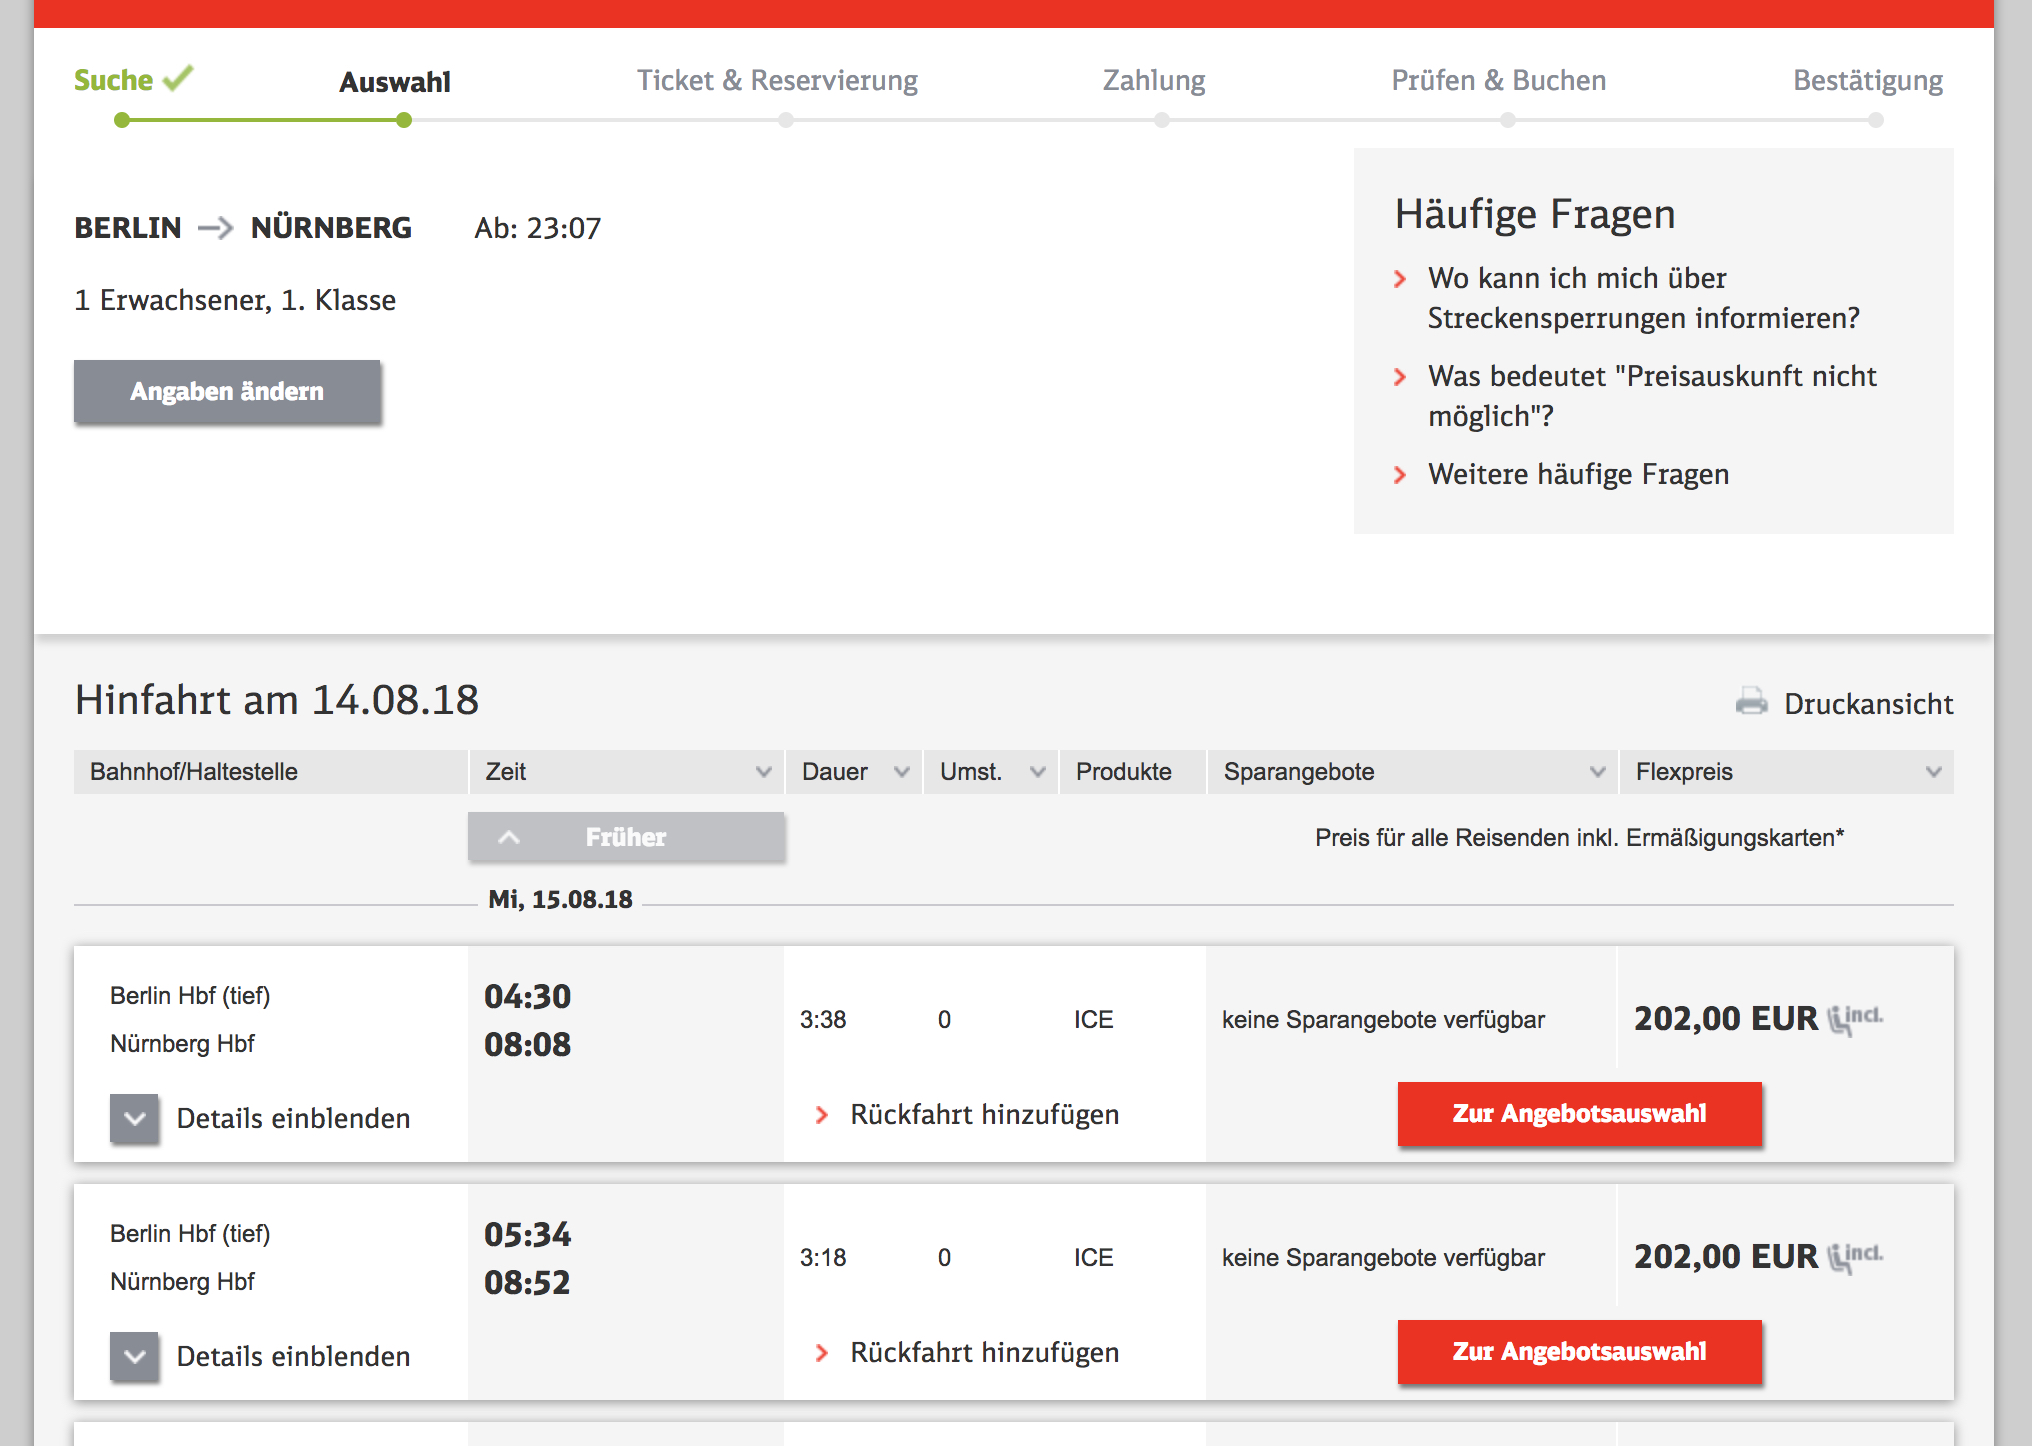 Suche
Auswahl
Ticket & Reservierung
Zahlung
Prüfen & Buchen
Bestätigung
BERLIN NÜRNBERG Ab: 23:07
1 Erwachsener, 1. Klasse
Angaben ändern
Häufige Fragen
Wo kann ich mich über
Streckensperrungen informieren?
Was bedeutet "Preisauskunft nicht
möglich"?
Weitere häufige Fragen
Hinfahrt am 14.08.18
Druckansicht
Bahnhof/Haltestelle Zeit Dauer Umst. Produkte Sparangebote Flexpreis
Früher
Preis für alle Reisenden inkl. Ermäßigungskarten*
Mi, 15.08.18
Berlin Hbf (tief)
Nürnberg Hbf
04:30
08:08
3:38 0 ICE keine Sparangebote verfügbar 202,00 EUR incl.
Details einblenden
Rückfahrt hinzufügen
Zur Angebotsauswahl
Berlin Hbf (tief)
Nürnberg Hbf
05:34
08:52
3:18 0 ICE keine Sparangebote verfügbar 202,00 EUR incl.
Details einblenden
Rückfahrt hinzufügen
Zur Angebotsauswahl